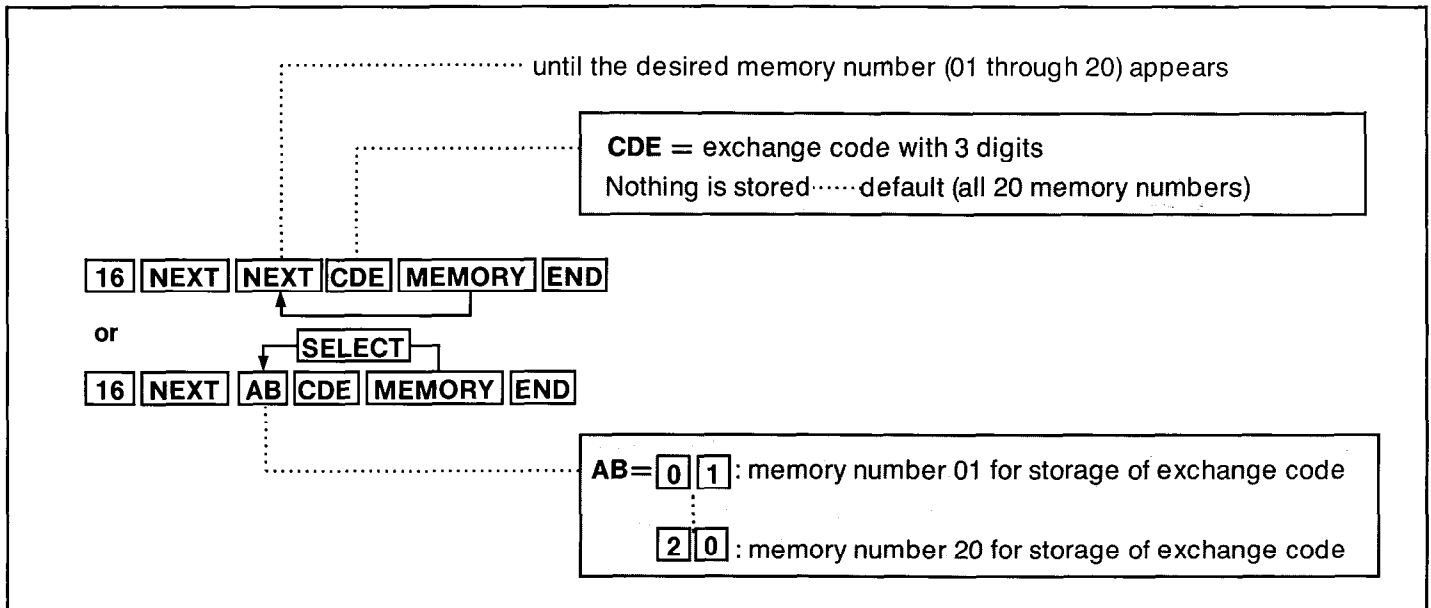 until the desired memory number (01 through 20) appears
CDE = exchange code with 3 digits
Nothing is stored······default (all 20 memory numbers)
16 NEXT NEXT CDE MEMORY END
or
SELECT
16 NEXT AB CDE MEMORY END
AB= 0 1 : memory number 01 for storage of exchange code
2 0 : memory number 20 for storage of exchange code